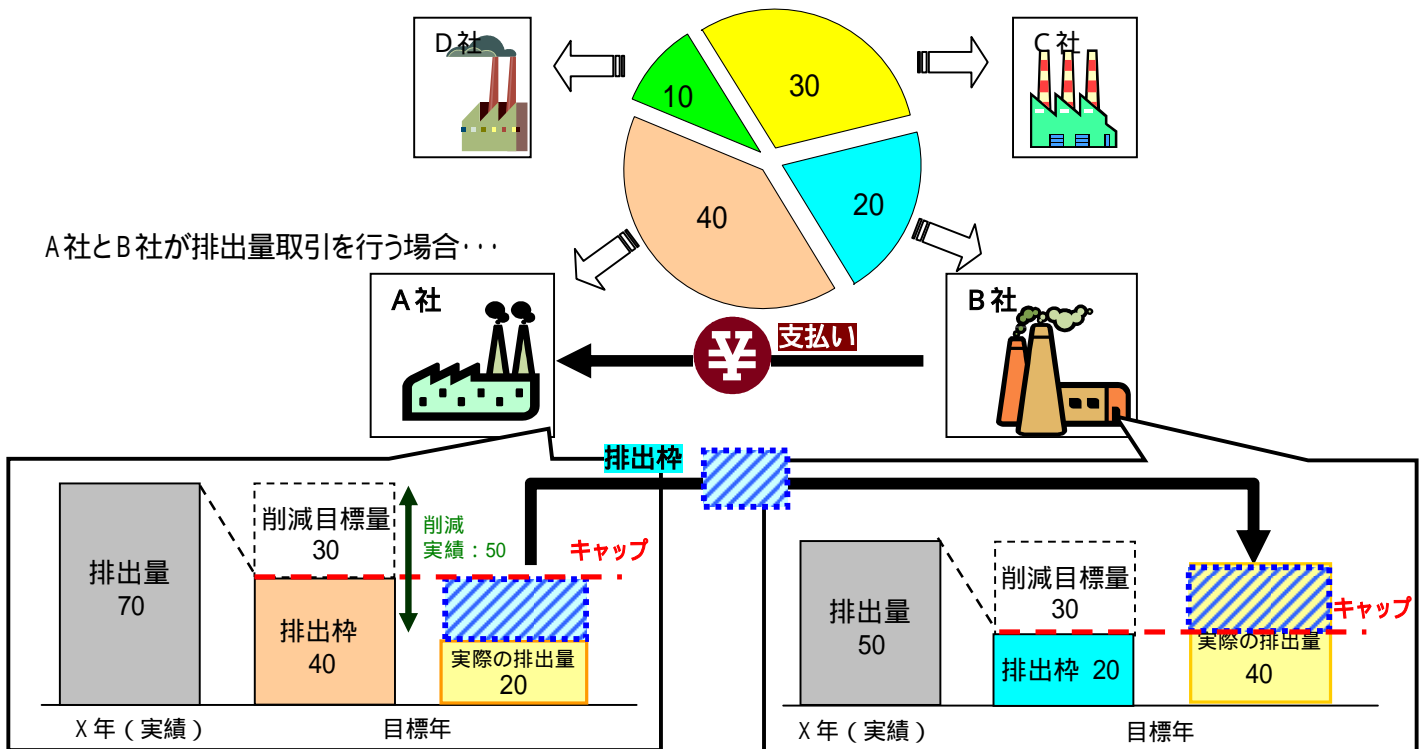 D社
C社
10
30
40
20
A社とB社が排出量取引を行う場合・・・
A社
B社
¥
支払い
排出枠
排出量
70
削減目標量
30
削減
実績：50
キャップ
排出枠
40
実際の排出量
20
X年（実績）
目標年
排出量
50
削減目標量
30
キャップ
排出枠 20
実際の排出量
40
X年（実績）
目標年